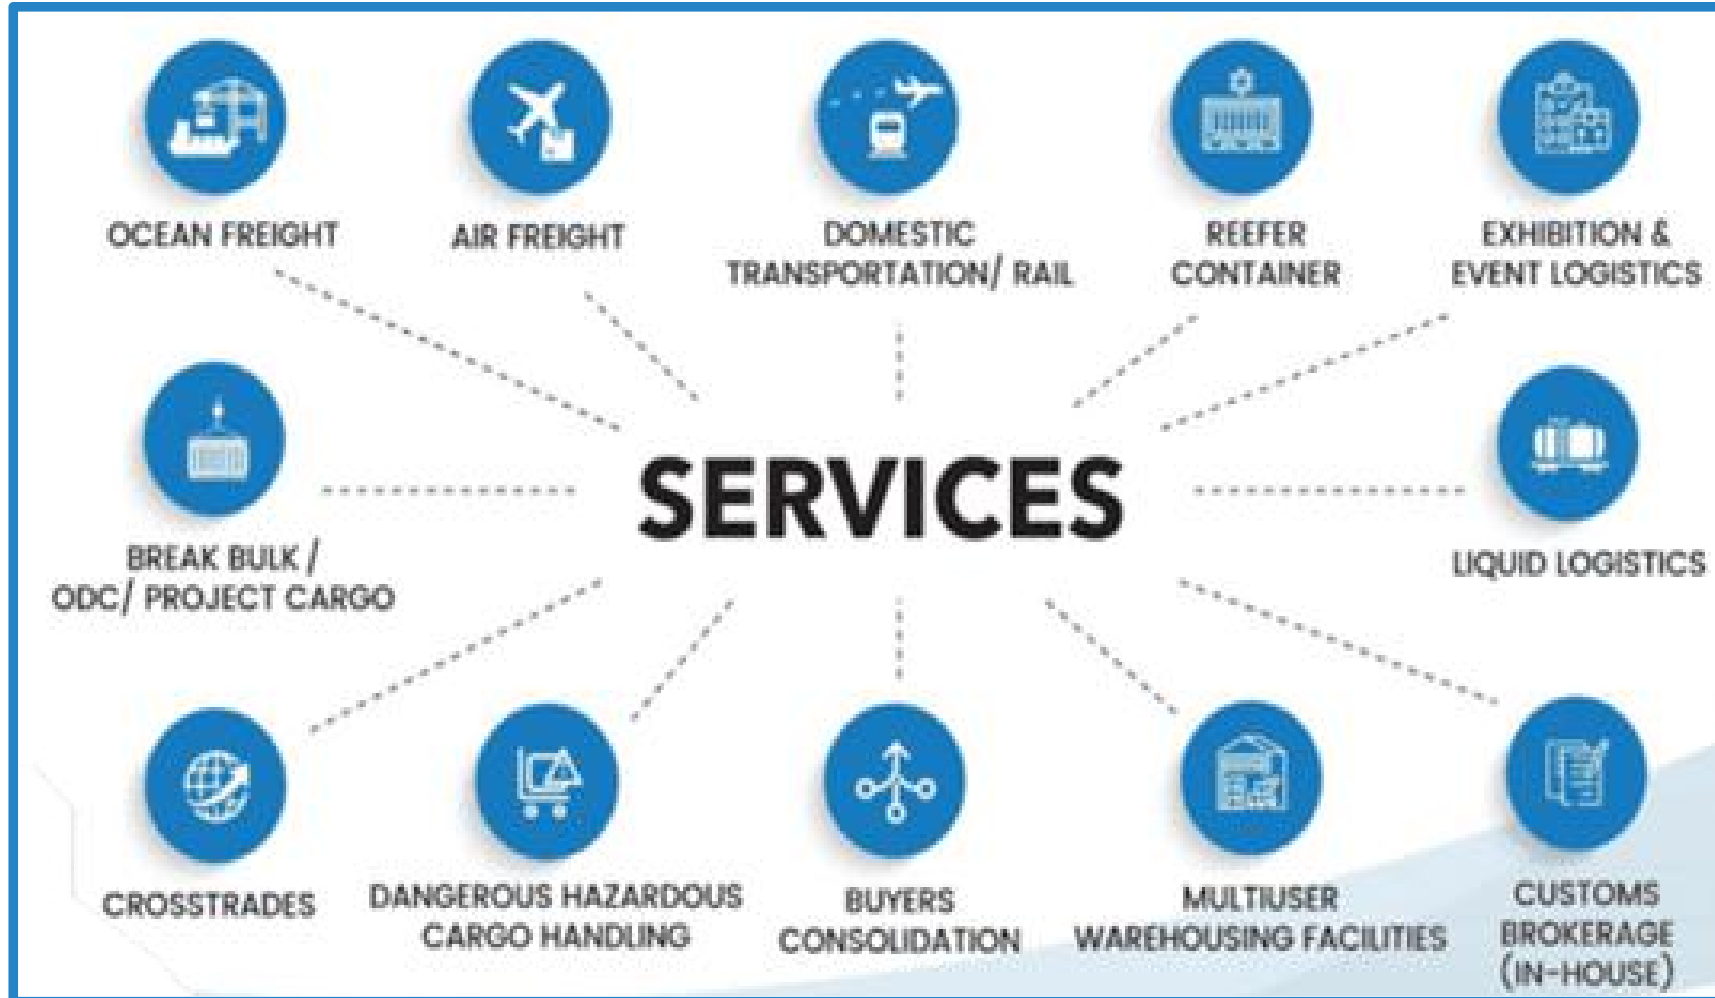 OCEAN FREIGHT
AIR FREIGHT
DOMESTIC
TRANSPORTATION/ RAIL
REEFER
CONTAINER
EXHIBITION &
EVENT LOGISTICS
BREAK BULK /
ODC/ PROJECT CARGO
SERVICES
LIQUID LOGISTICS
CROSSTRADES
DANGEROUS HAZARDOUS
CARGO HANDLING
BUYERS
CONSOLIDATION
MULTIUSER
WAREHOUSING FACILITIES
CUSTOMS
BROKERAGE
(IN-HOUSE)